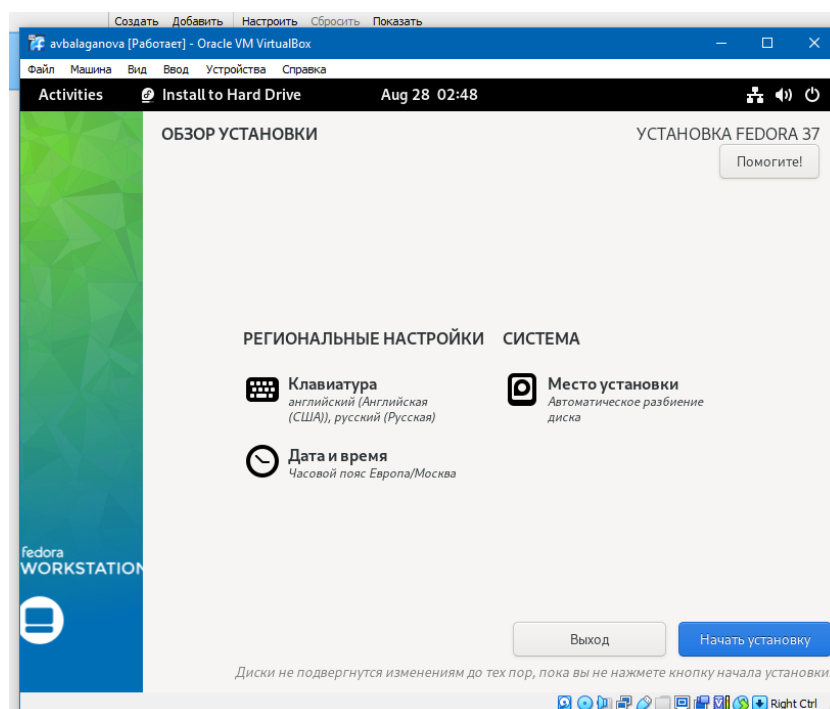 Создать Добавить Настроить Сбросить Показать
avbalaganova [Работает] - Oracle VM VirtualBox
Файл Машина Вид Ввод Устройства Справка
Activities Install to Hard Drive Aug 28 02:48
ОБЗОР УСТАНОВКИ
УСТАНОВКА FEDORA 37
Помогите!
РЕГИОНАЛЬНЫЕ НАСТРОЙКИ
Клавиатура
английский (Английская
(США)), русский (Русская)
Дата и время
Часовой пояс Европа/Москва
СИСТЕМА
Место установки
Автоматическое разбиение
диска
fedora
WORKSTATION
Выход
Начать установку
Диски не подвергнутся изменениям до тех пор, пока вы не нажмете кнопку начала установки.
Right Ctrl